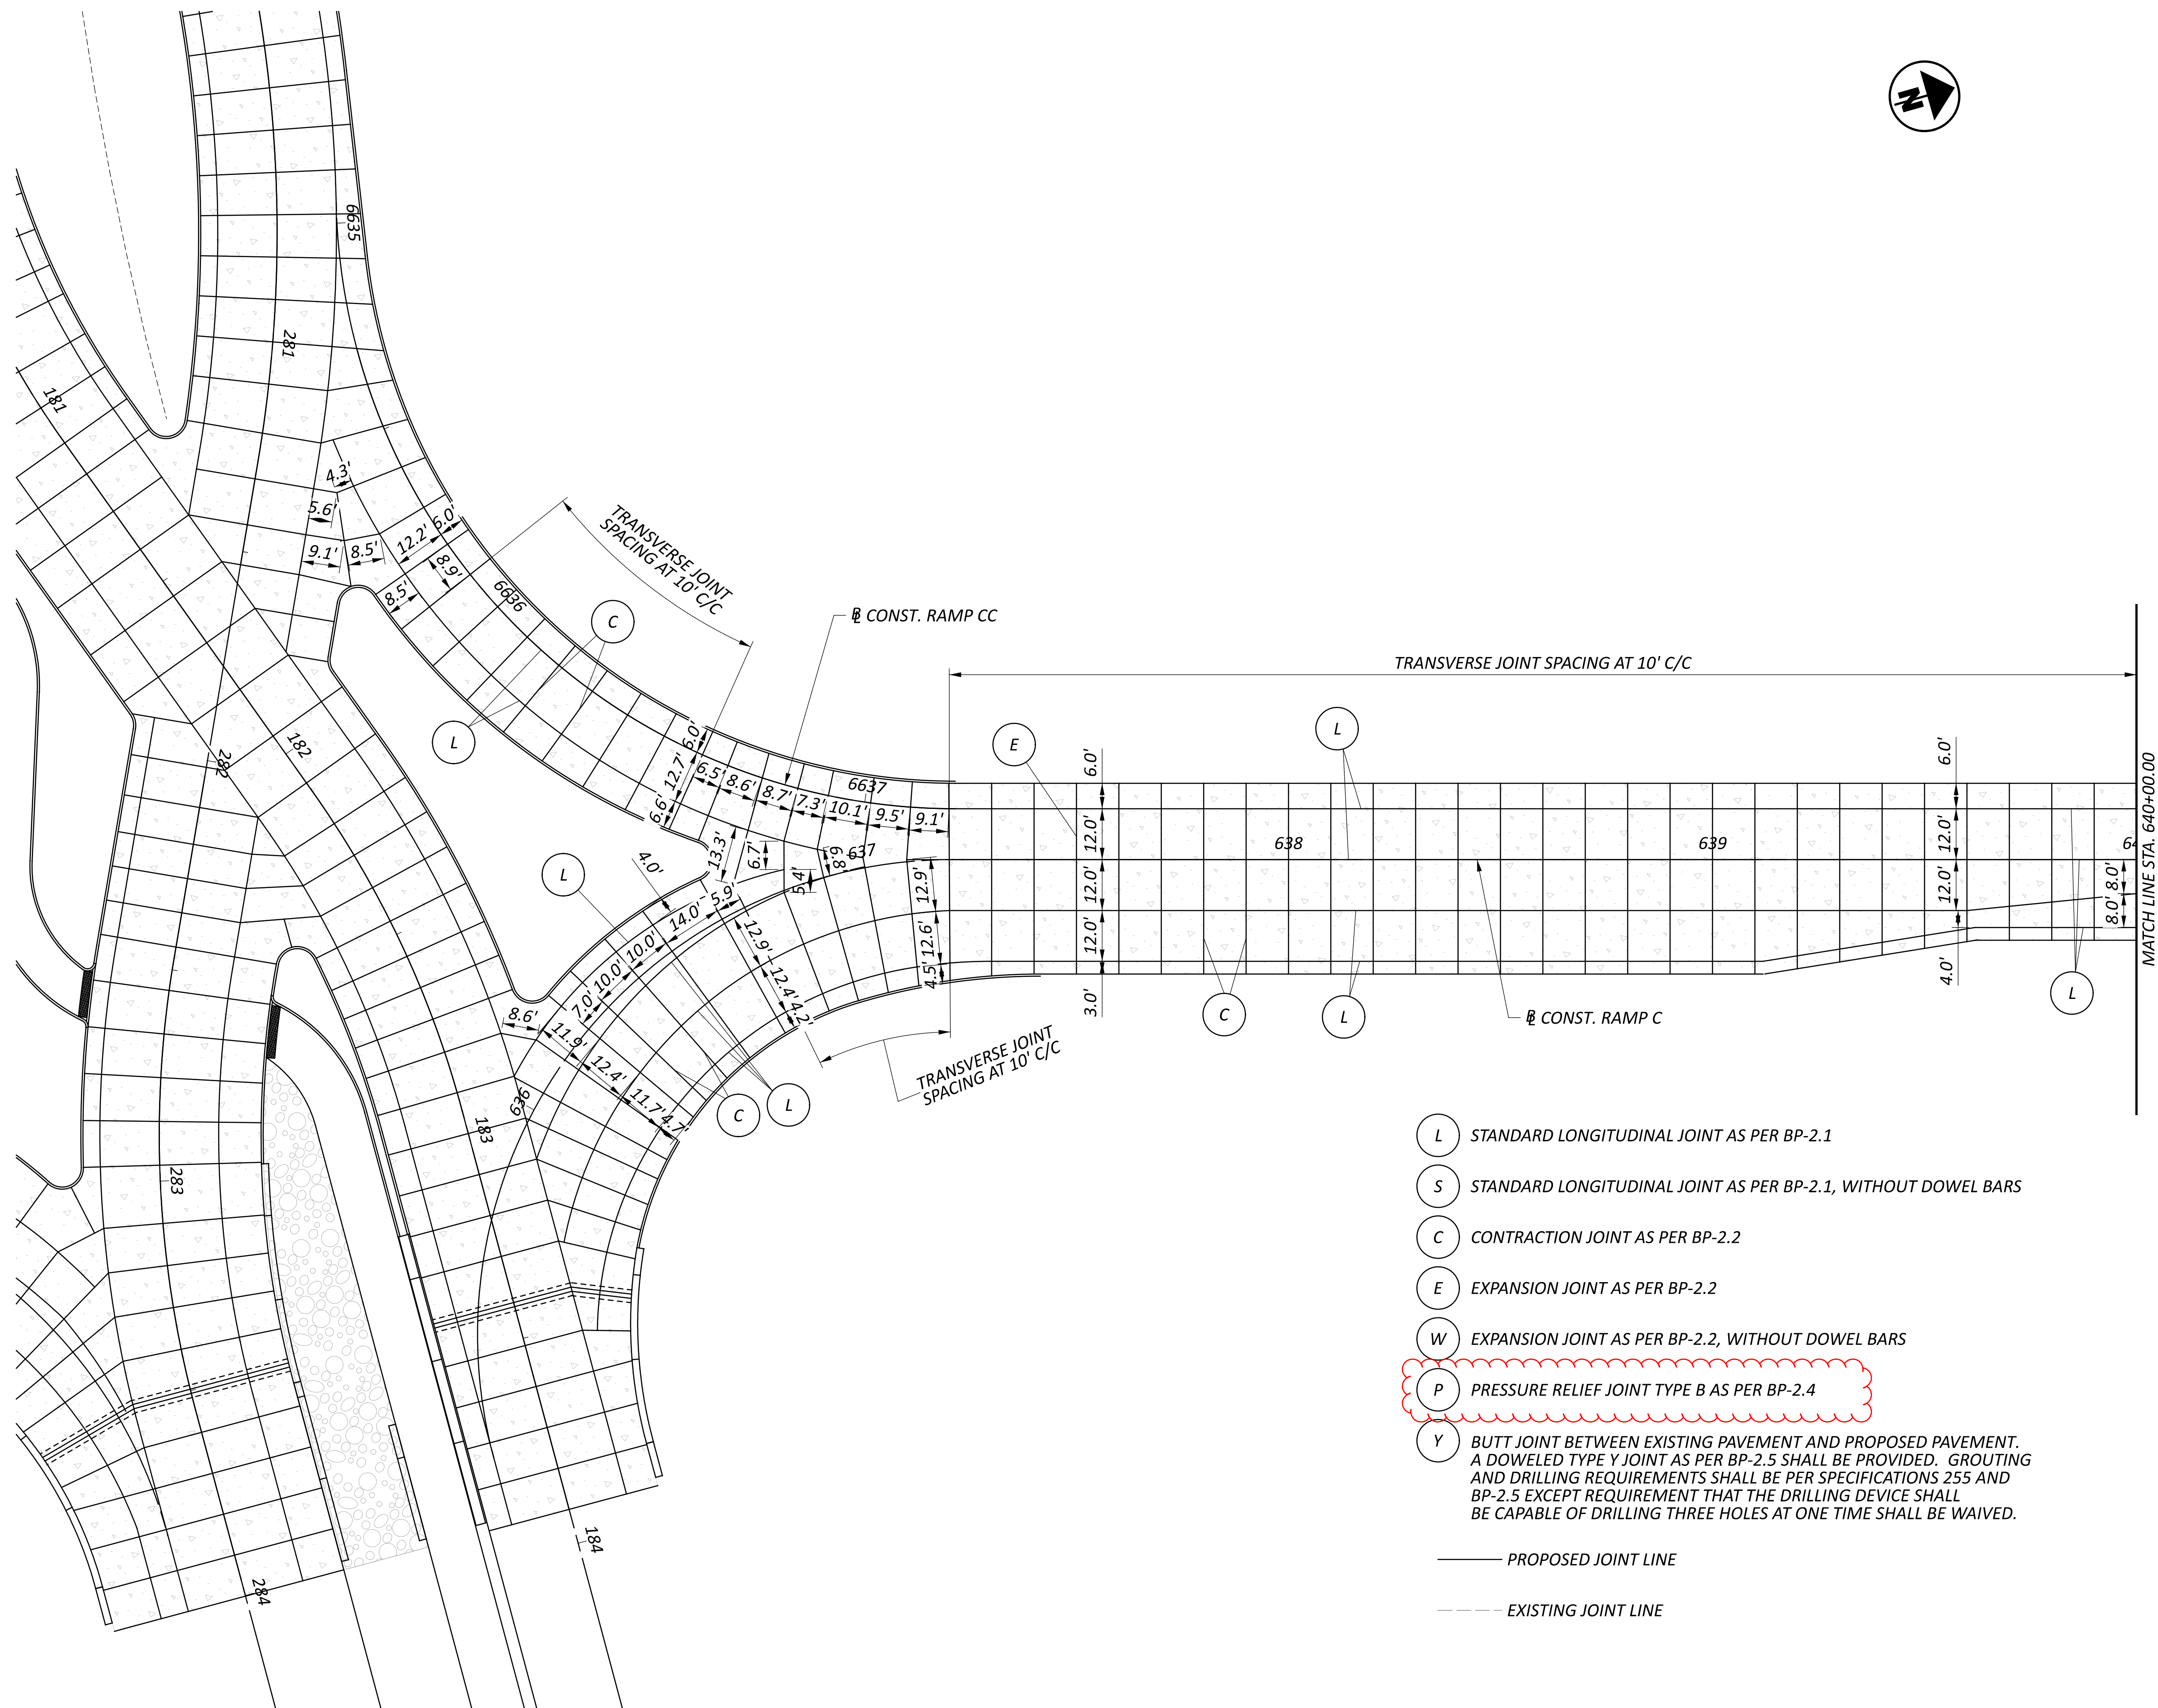 N
6635
281
181
4.3'
5.6'
9.1'
8.5'
12.2'
6.0'
8.9'
8.5'
6636
TRANSVERSE JOINT
SPACING AT 10' C/C
C
L
BL CONST. RAMP CC
TRANSVERSE JOINT SPACING AT 10' C/C
E
L
182
282
6.0'
12.7'
6.6'
6.5'
8.6'
8.7'
7.3'
10.1'
9.5'
9.1'
6637
637
13.3'
6.7'
6.8'
5.4'
6.0'
12.0'
12.0'
12.0'
3.0'
638
639
6.0'
12.0'
12.0'
4.0'
64
8.0'
8.0'
MATCH LINE STA. 640+00.00
L
4.0'
5.9'
14.0'
10.0'
10.0'
7.0'
12.9'
12.4'
4.2'
12.9'
12.6'
4.5'
8.6'
11.9'
12.4'
11.7'
4.7'
TRANSVERSE JOINT
SPACING AT 10' C/C
C
L
C
L
BL CONST. RAMP C
L
636
183
283
184
284
L STANDARD LONGITUDINAL JOINT AS PER BP-2.1
S STANDARD LONGITUDINAL JOINT AS PER BP-2.1, WITHOUT DOWEL BARS
C CONTRACTION JOINT AS PER BP-2.2
E EXPANSION JOINT AS PER BP-2.2
W EXPANSION JOINT AS PER BP-2.2, WITHOUT DOWEL BARS
P PRESSURE RELIEF JOINT TYPE B AS PER BP-2.4
Y BUTT JOINT BETWEEN EXISTING PAVEMENT AND PROPOSED PAVEMENT.
A DOWELED TYPE Y JOINT AS PER BP-2.5 SHALL BE PROVIDED. GROUTING
AND DRILLING REQUIREMENTS SHALL BE PER SPECIFICATIONS 255 AND
BP-2.5 EXCEPT REQUIREMENT THAT THE DRILLING DEVICE SHALL
BE CAPABLE OF DRILLING THREE HOLES AT ONE TIME SHALL BE WAIVED.
PROPOSED JOINT LINE
EXISTING JOINT LINE